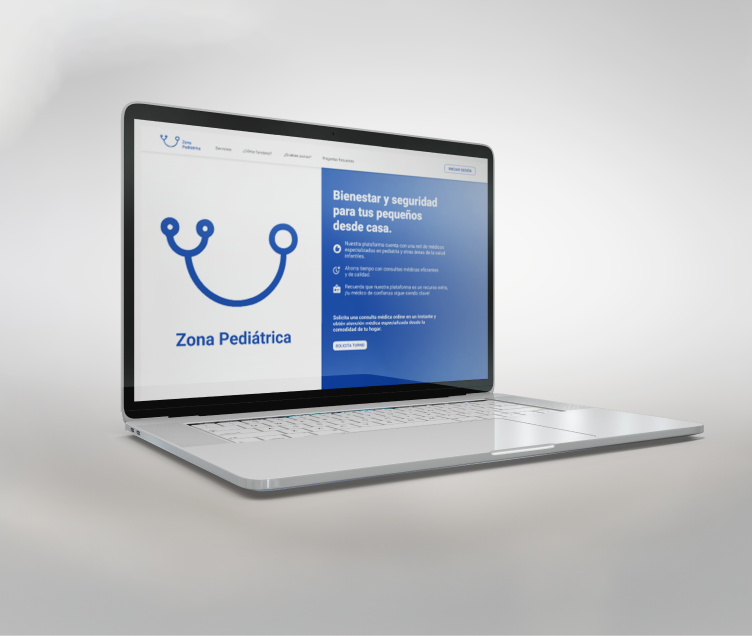 Zona
Pediátrica
Servicios
¿Cómo funciona?
¿Quiénes somos?
Preguntas frecuentes
INICIAR SESIÓN
Zona Pediátrica
Bienestar y seguridad
para tus pequeños
desde casa.
Nuestra plataforma cuenta con una red de médicos
especializados en pediatría y otras áreas de la salud
infantiles.
Ahorra tiempo con consultas médicas eficientes
y de calidad.
Recuerda que nuestra plataforma es un recurso extra,
¡tu médico de confianza sigue siendo clave!
Solicita una consulta médica online en un instante y
obtén atención médica especializada desde la
comodidad de tu hogar.
SOLICITA TURNO